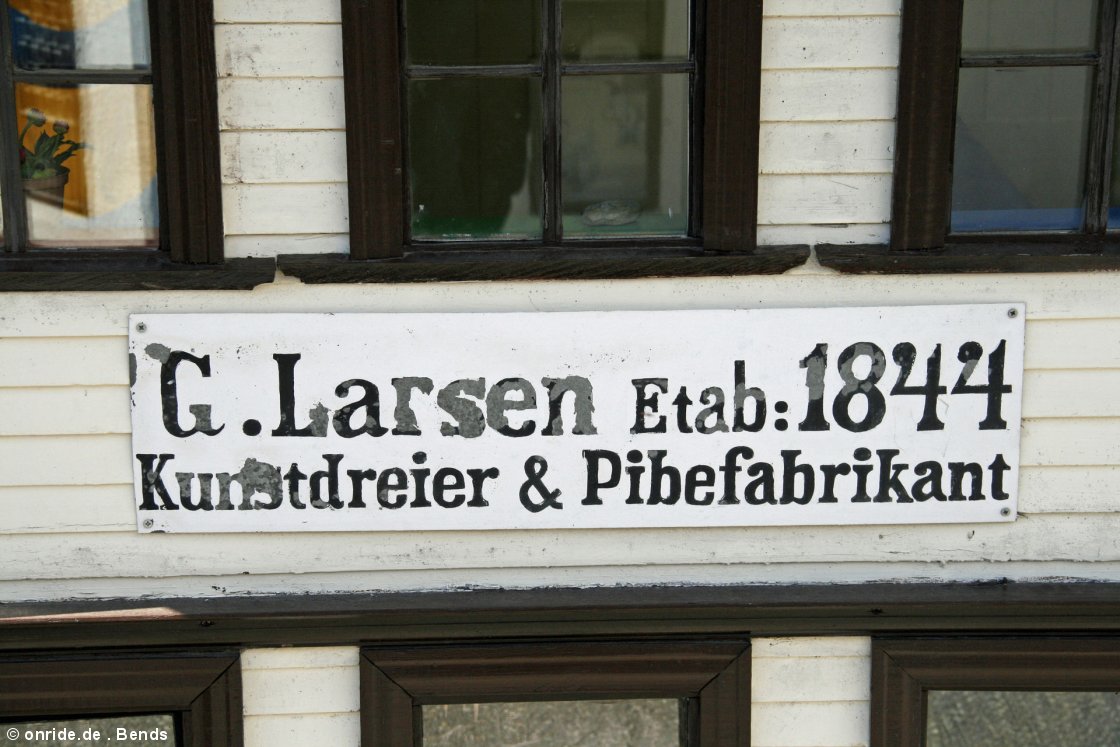 G. Larsen Etab: 1844
Kunstdreier & Pibefabrikant
© onride.de . Bends